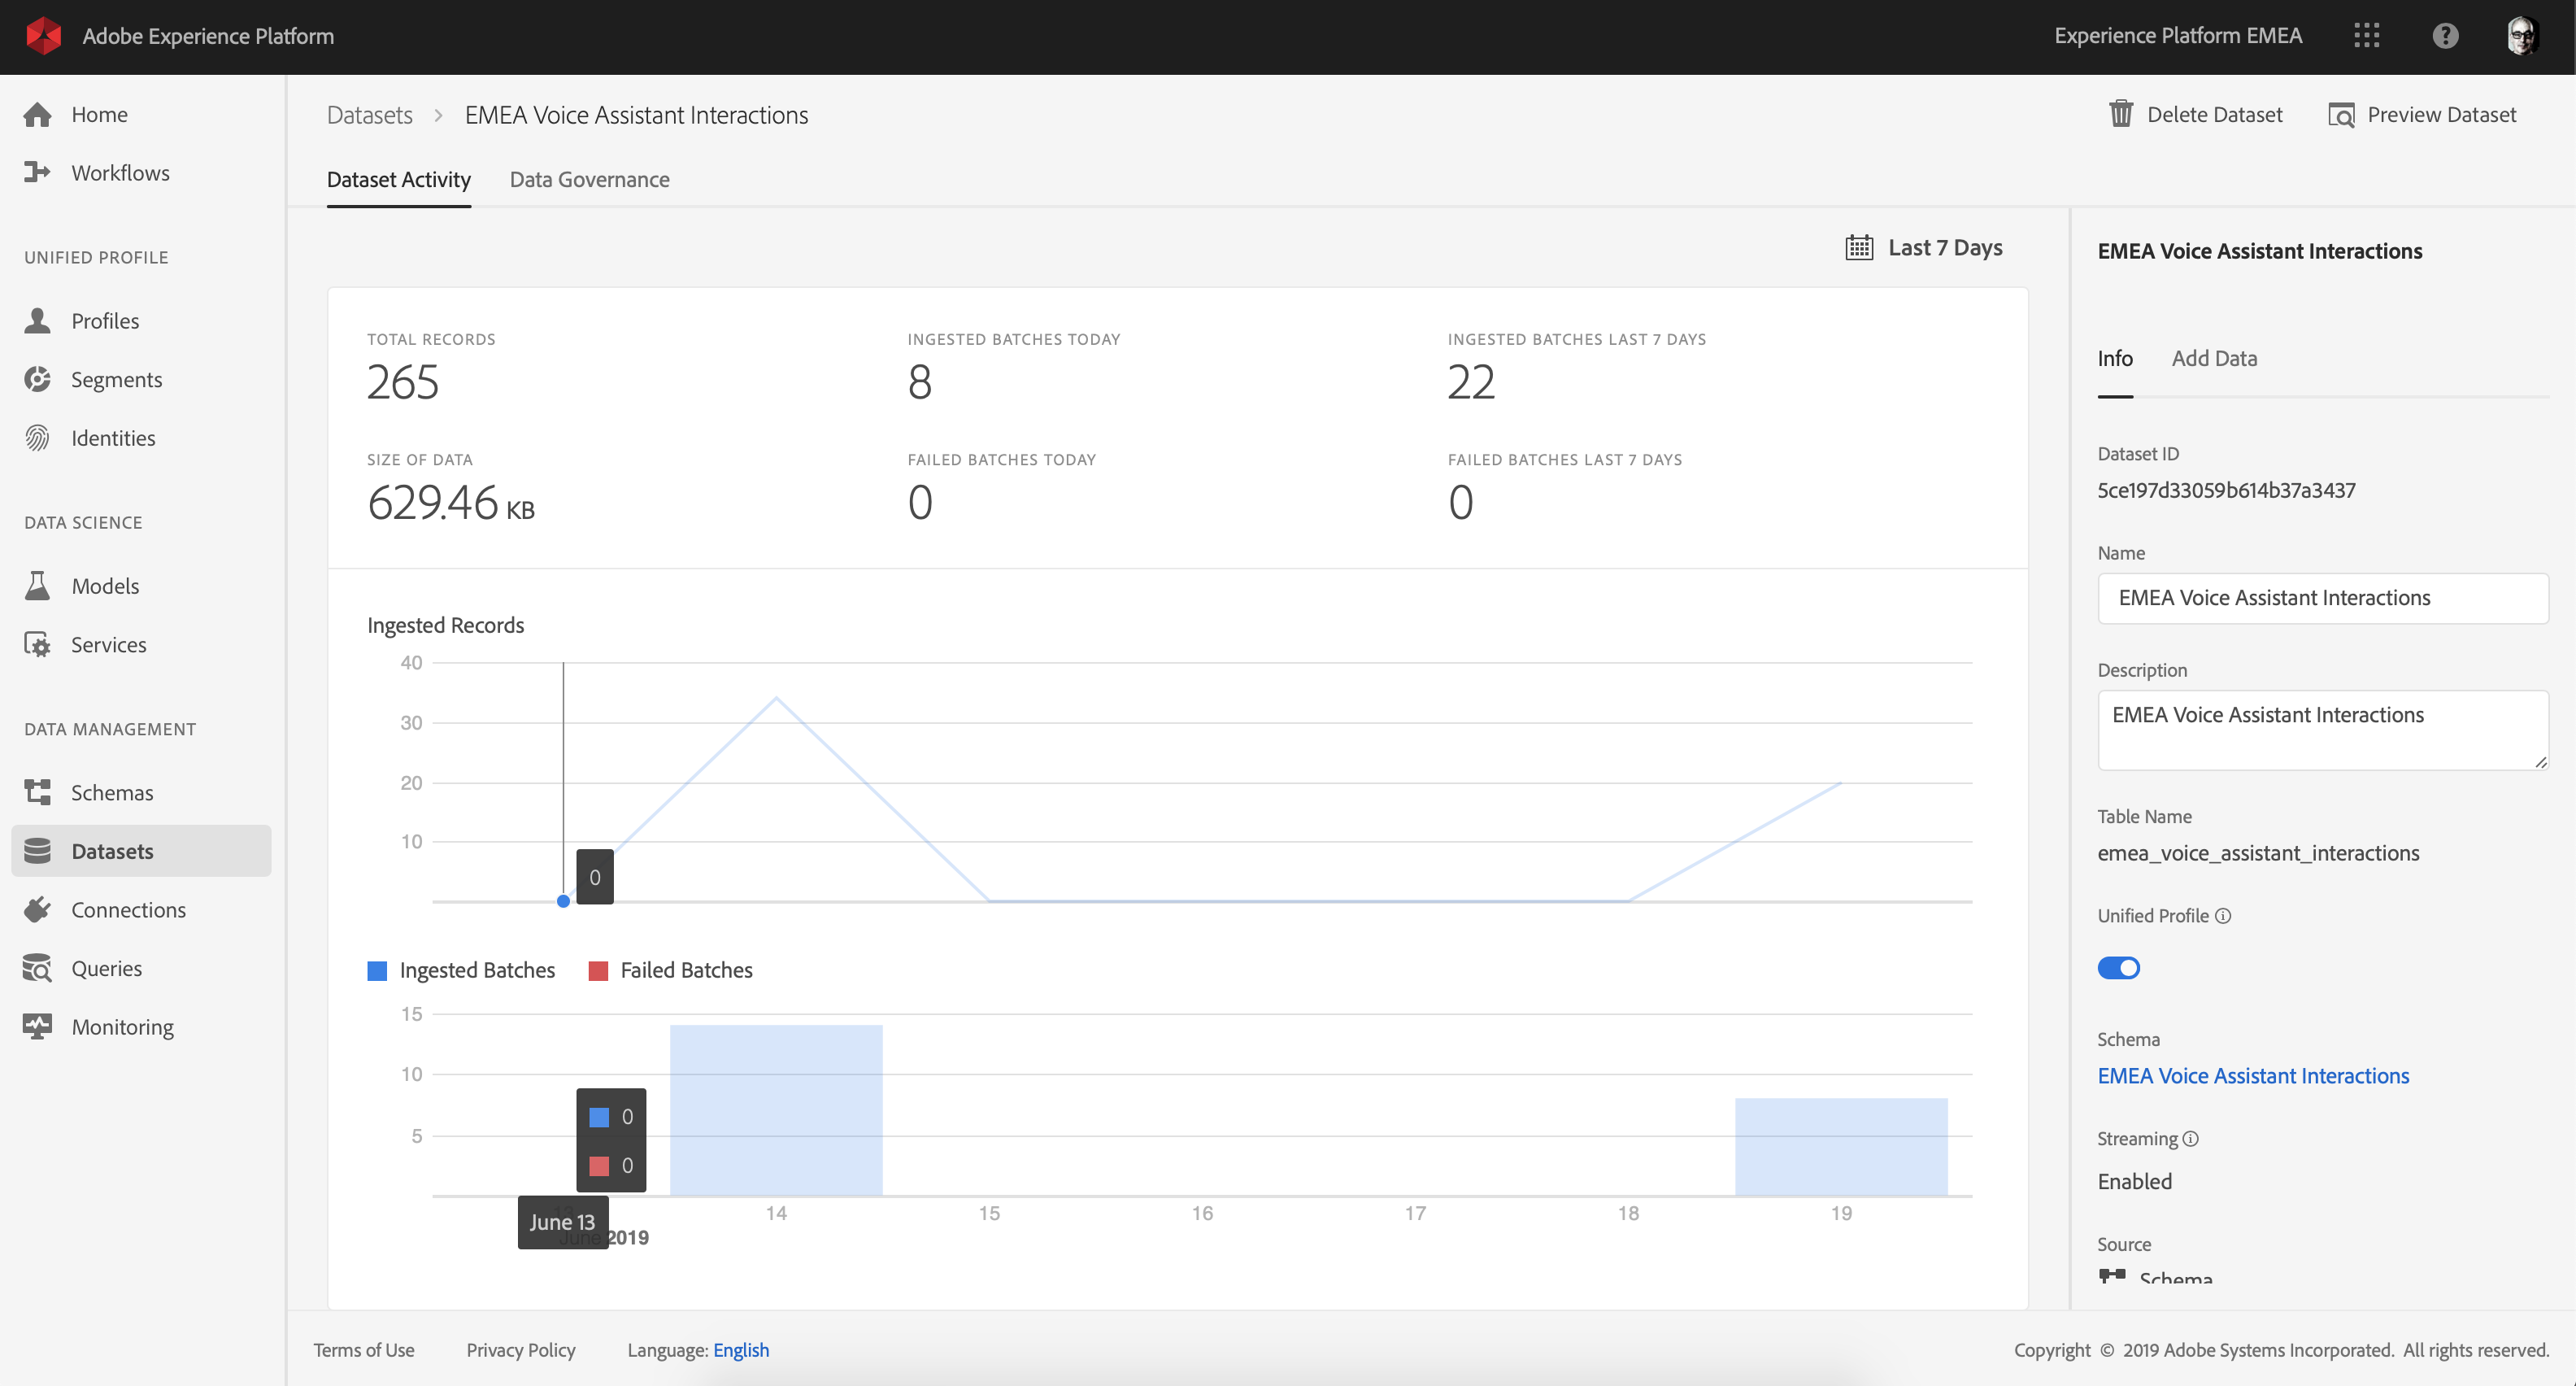 Adobe Experience Platform
Experience Platform EMEA
Home
Workflows
UNIFIED PROFILE
Profiles
Segments
Identities
DATA SCIENCE
Models
Services
DATA MANAGEMENT
Schemas
Datasets
Connections
Queries
Monitoring
Datasets > EMEA Voice Assistant Interactions
Delete Dataset
Preview Dataset
Dataset Activity
Data Governance
Last 7 Days
TOTAL RECORDS
265
INGESTED BATCHES TODAY
8
INGESTED BATCHES LAST 7 DAYS
22
SIZE OF DATA
629.46 KB
FAILED BATCHES TODAY
0
FAILED BATCHES LAST 7 DAYS
0
Ingested Records
40
30
20
10
0
Ingested Batches
Failed Batches
15
10
5
0
0
June 13
14
15
16
17
18
19
June 2019
EMEA Voice Assistant Interactions
Info
Add Data
Dataset ID
5ce197d33059b614b37a3437
Name
EMEA Voice Assistant Interactions
Description
EMEA Voice Assistant Interactions
Table Name
emea_voice_assistant_interactions
Unified Profile
Schema
EMEA Voice Assistant Interactions
Streaming
Enabled
Source
Schema
Terms of Use
Privacy Policy
Language: English
Copyright © 2019 Adobe Systems Incorporated. All rights reserved.